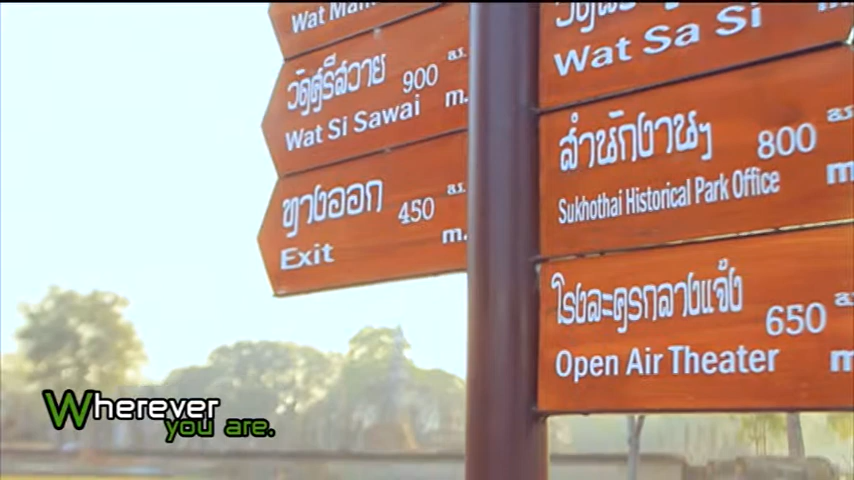 Wat
วัดศรีสวาย
900 ม.
Wat Si Sawai m.
ทางออก
450 ม.
Exit m.
Wat Sa Si
สำนักงานฯ
800 ม.
Sukhothai Historical Park Office m
โรงละครกลางแจ้ง
650 ม.
Open Air Theater m
Wherever
you are.